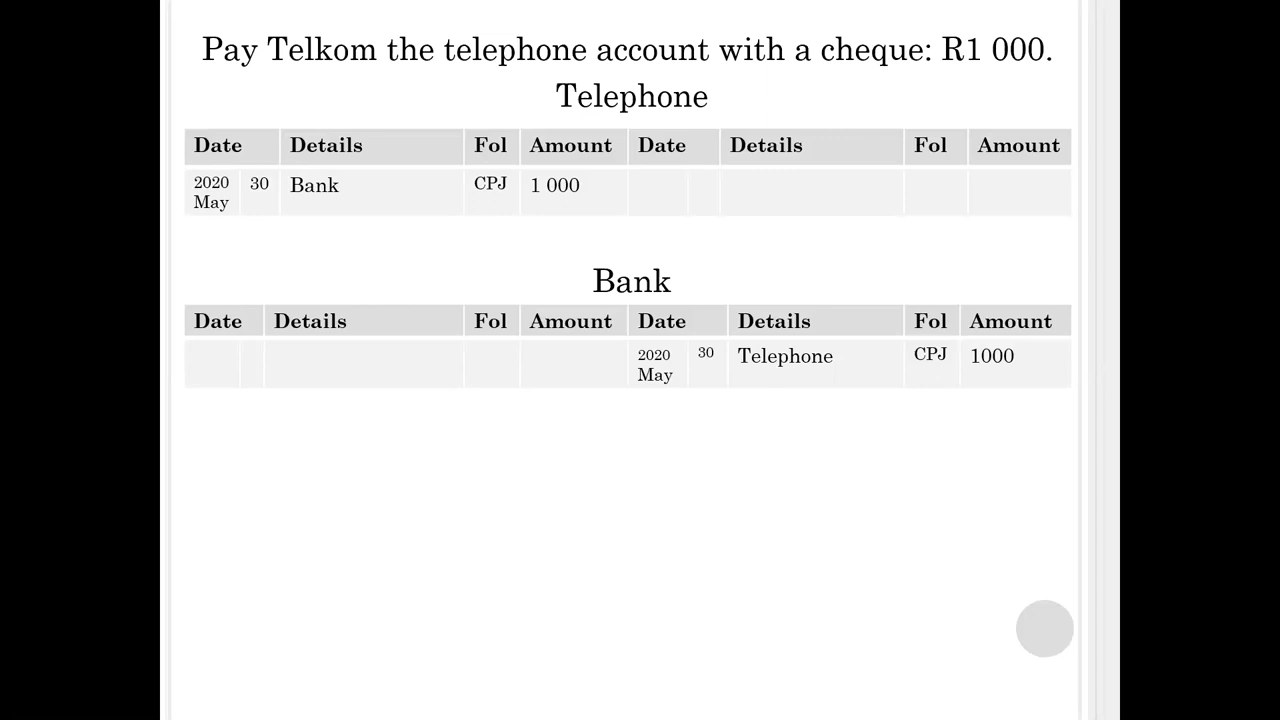 Pay Telkom the telephone account with a cheque: R1 000.
Telephone
Date Details Fol Amount Date Details Fol Amount
2020 May 30 Bank CPJ 1 000
Bank
Date Details Fol Amount Date Details Fol Amount
2020 May 30 Telephone CPJ 1000